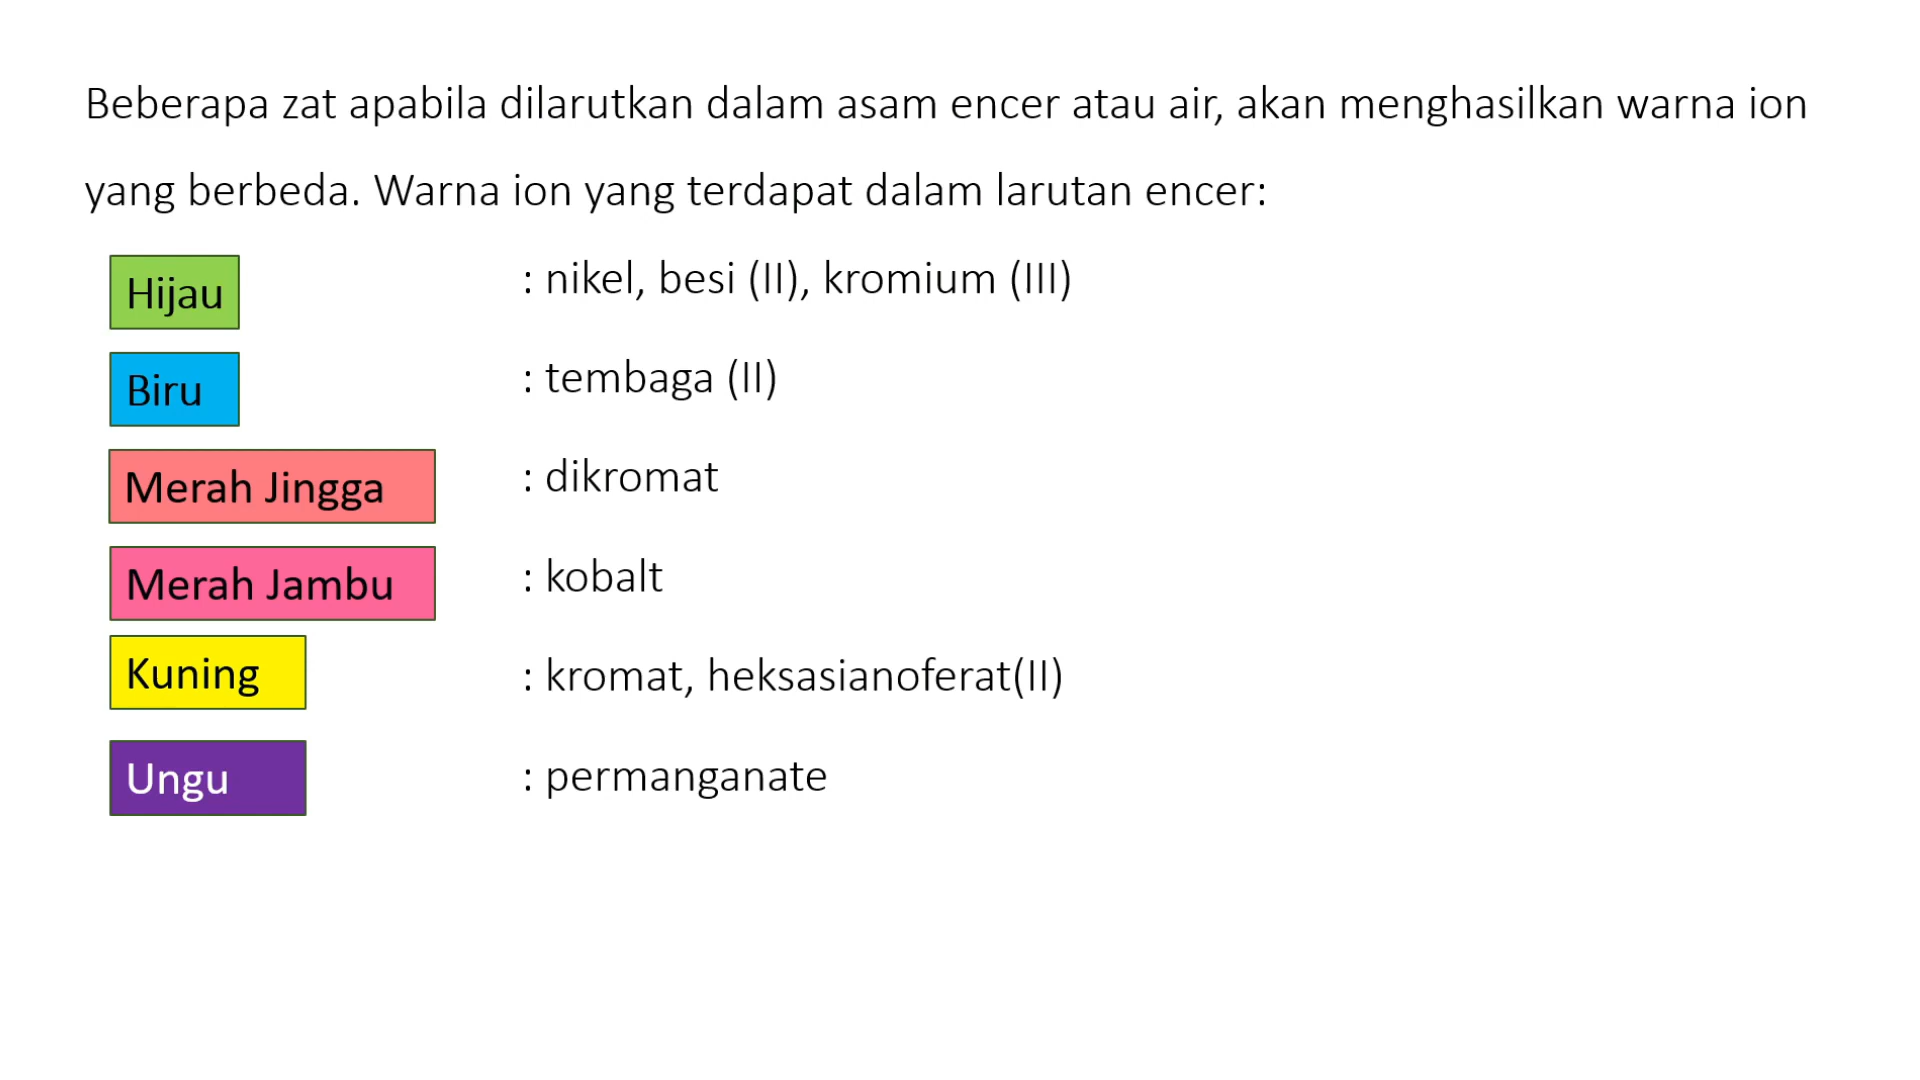 Beberapa zat apabila dilarutkan dalam asam encer atau air, akan menghasilkan warna ion
yang berbeda. Warna ion yang terdapat dalam larutan encer:
Hijau : nikel, besi (II), kromium (III)
Biru : tembaga (II)
Merah Jingga : dikromat
Merah Jambu : kobalt
Kuning : kromat, heksasianoferat(II)
Ungu : permanganate